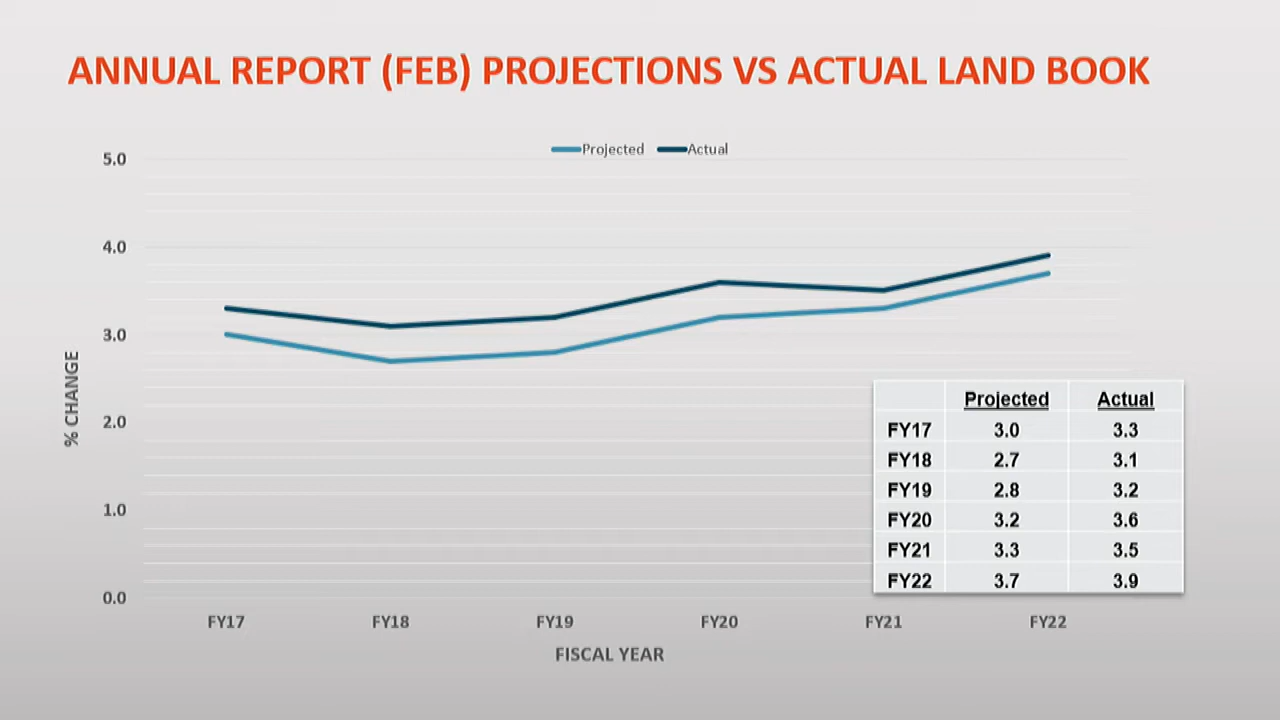 ANNUAL REPORT (FEB) PROJECTIONS VS ACTUAL LAND BOOK
Projected Actual
5.0
4.0
3.0
2.0
1.0
0.0
% CHANGE
FY17 FY18 FY19 FY20 FY21 FY22
FISCAL YEAR
Projected Actual
FY17 3.0 3.3
FY18 2.7 3.1
FY19 2.8 3.2
FY20 3.2 3.6
FY21 3.3 3.5
FY22 3.7 3.9